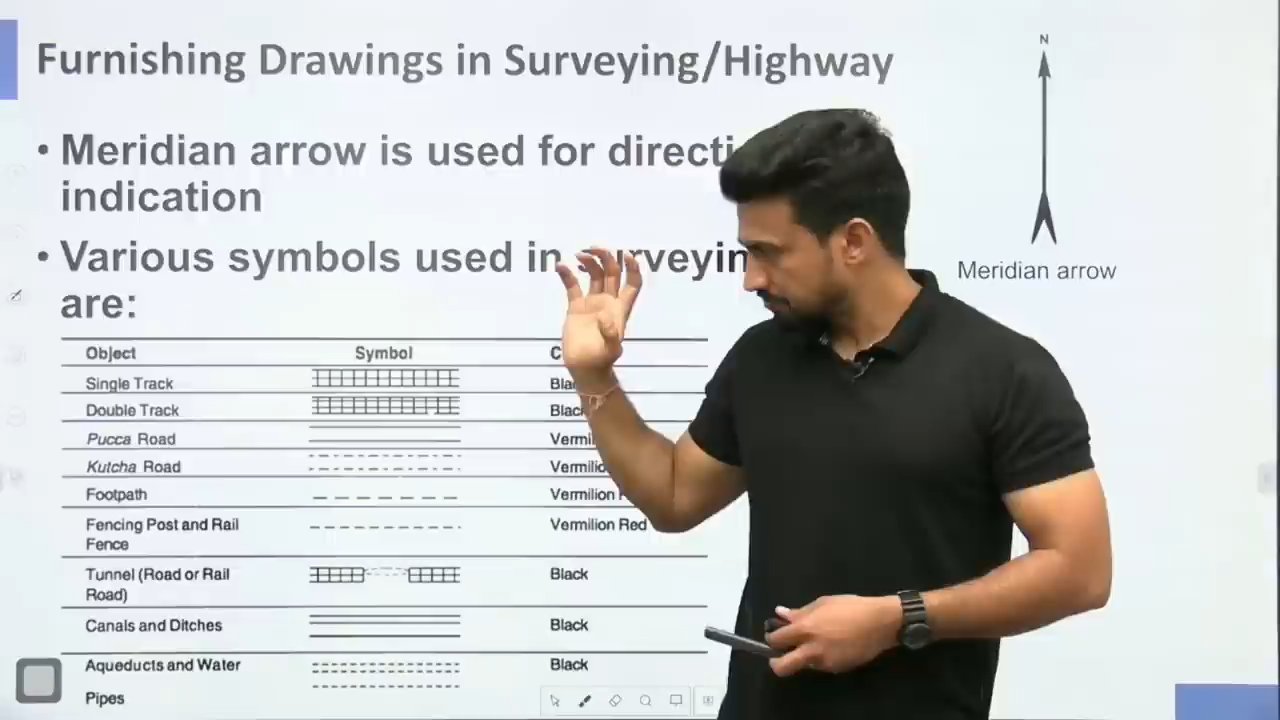 Furnishing Drawings in Surveying/Highway
N
• Meridian arrow is used for
indication
• Various symbols used in
are:
Meridian arrow
Object Symbol
Single Track
Double Track Black
Pucca Road
Kutcha Road
Footpath Vermilion
Fencing Post and Rail Vermilion Red
Fence
Tunnel (Road or Rail Black
Road)
Canals and Ditches Black
Aqueducts and Water Black
Pipes